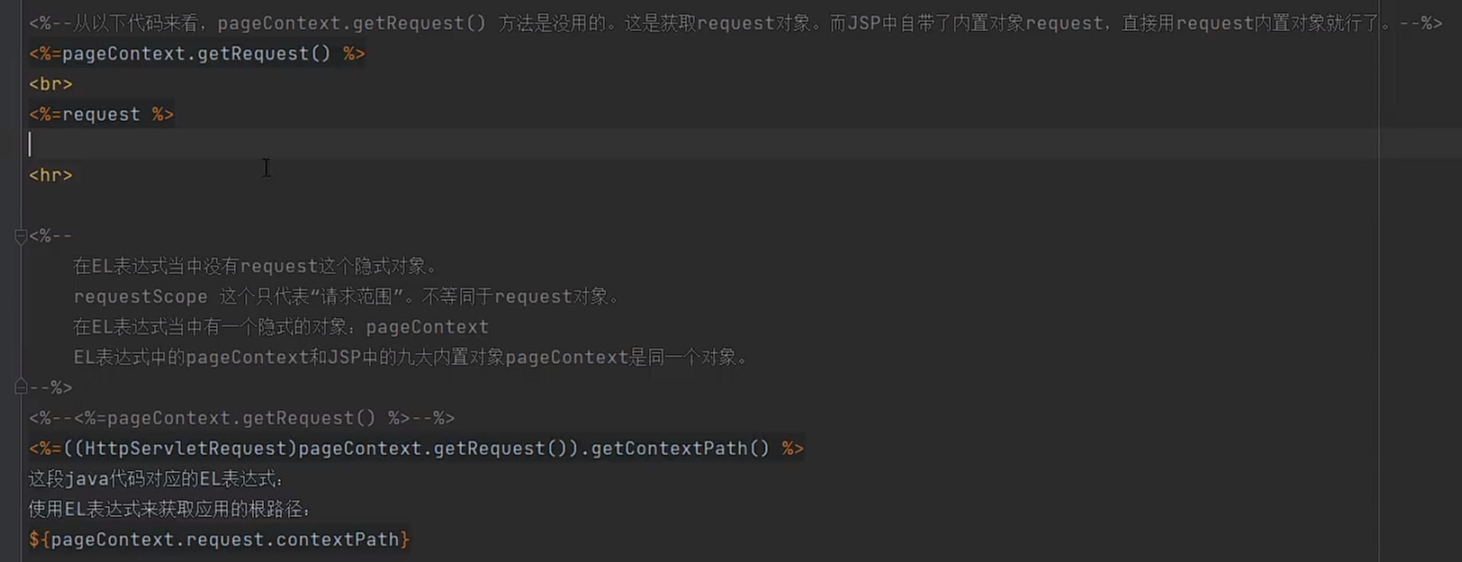 <%--从以下代码来看，pageContext.getRequest() 方法是没用的。这是获取request对象。而JSP中自带了内置对象request，直接用request内置对象就行了。--%>
<%=pageContext.getRequest() %>
<br>
<%=request %>
<hr>
<%--
在EL表达式当中没有request这个隐式对象。
requestScope 这个只代表“请求范围”。不等同于request对象。
在EL表达式当中有一个隐式的对象：pageContext
EL表达式中的pageContext和JSP中的九大内置对象pageContext是同一个对象。
--%>
<%--<%=pageContext.getRequest() %>--%>
<%=((HttpServletRequest)pageContext.getRequest()).getContextPath() %>
这段java代码对应的EL表达式：
使用EL表达式来获取应用的根路径：
${pageContext.request.contextPath}